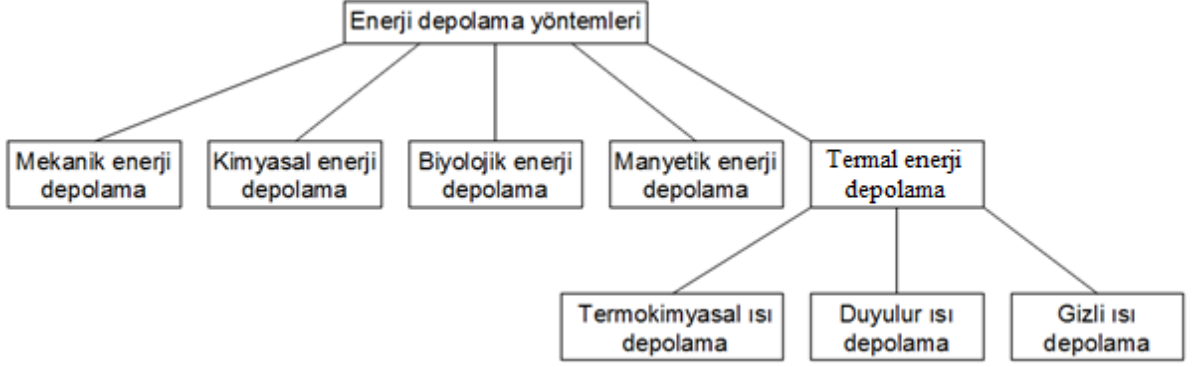 Enerji depolama yöntemleri
Mekanik enerji
depolama
Kimyasal enerji
depolama
Biyolojik enerji
depolama
Manyetik enerji
depolama
Termal enerji
depolama
Termokimyasal ısı
depolama
Duyulur ısı
depolama
Gizli ısı
depolama